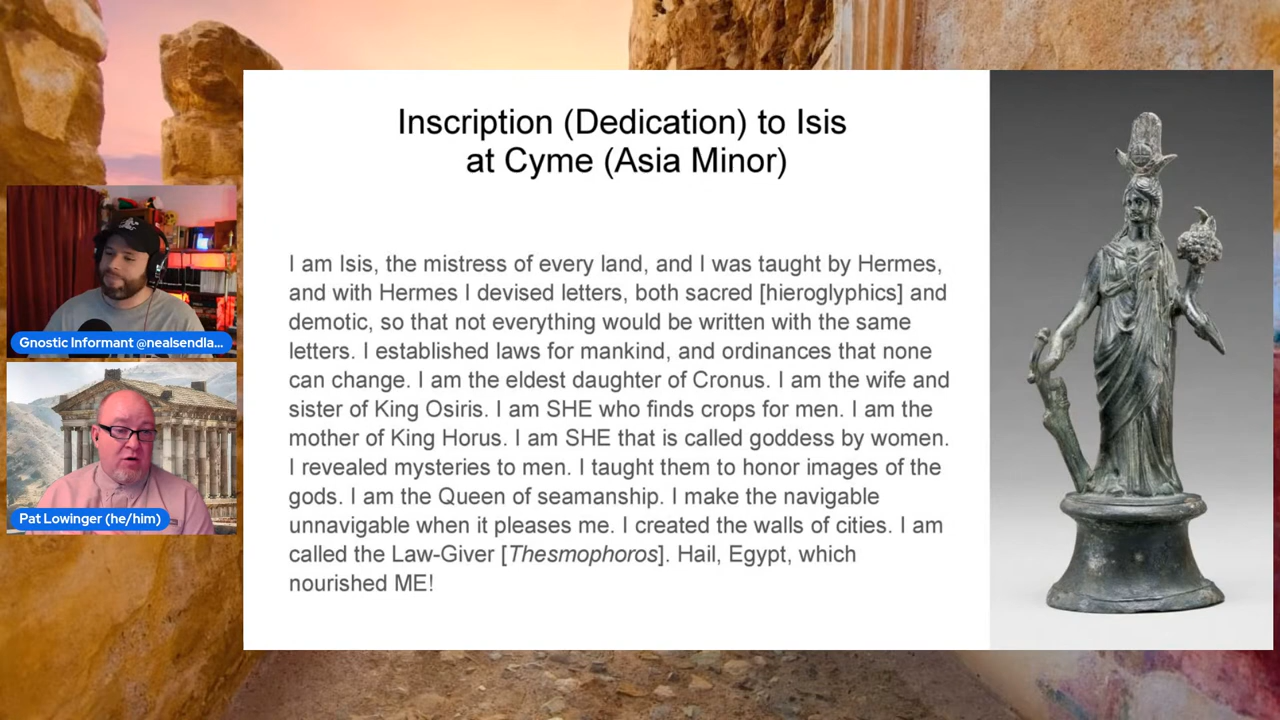 Inscription (Dedication) to Isis
at Cyme (Asia Minor)
I am Isis, the mistress of every land, and I was taught by Hermes,
and with Hermes I devised letters, both sacred [hieroglyphics] and
demotic, so that not everything would be written with the same
letters. I established laws for mankind, and ordinances that none
can change. I am the eldest daughter of Cronus. I am the wife and
sister of King Osiris. I am SHE who finds crops for men. I am the
mother of King Horus. I am SHE that is called goddess by women.
I revealed mysteries to men. I taught them to honor images of the
gods. I am the Queen of seamanship. I make the navigable
unnavigable when it pleases me. I created the walls of cities. I am
called the Law-Giver [Thesmophoros]. Hail, Egypt, which
nourished ME!
Gnostic Informant @nealsendla...
Pat Lowinger (he/him)